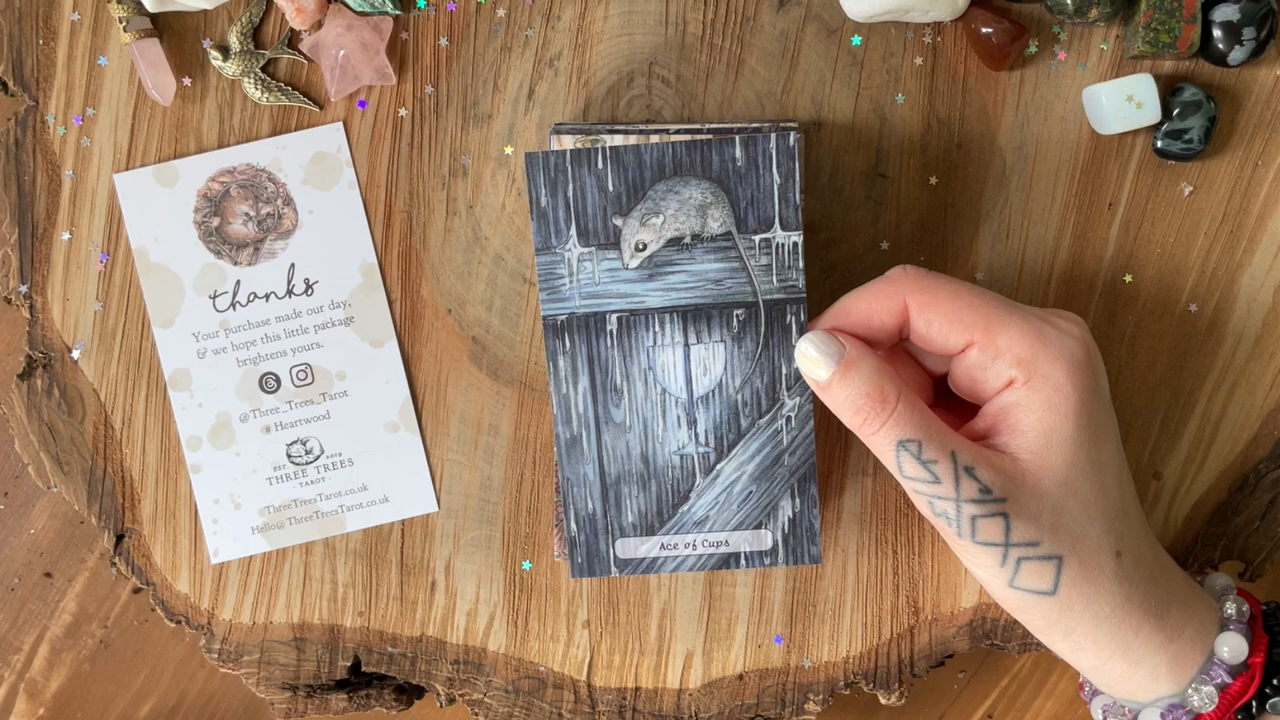 thanks
Your purchase made our day,
& we hope this little package
brightens yours.
@Three_Trees_Tarot
# Heartwood
EST. 2019
THREE TREES
- TAROT -
ThreeTreesTarot.co.uk
Hello@ThreeTreesTarot.co.uk
Ace of Cups